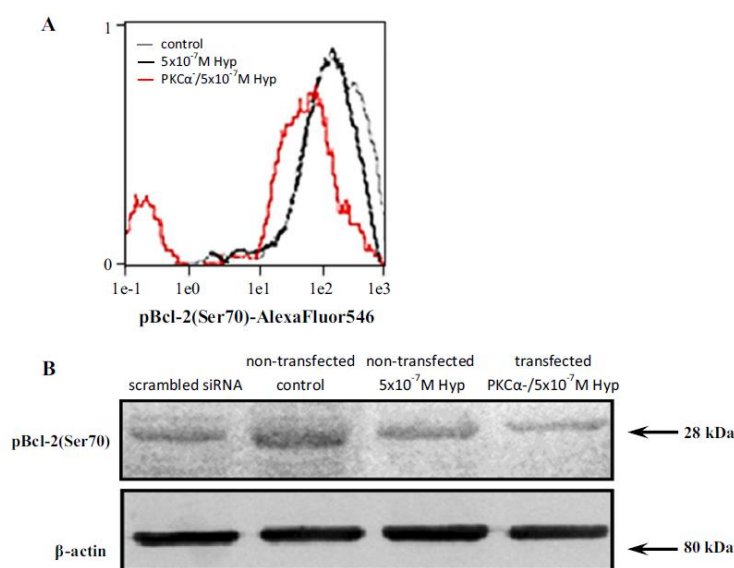 A
1
control
5x10⁻⁷M Hyp
PKCα⁻/5x10⁻⁷M Hyp
0
1e-1 1e0 1e1 1e2 1e3
pBcl-2(Ser70)-AlexaFluor546
B
non-transfected non-transfected transfected
scrambled siRNA control 5x10⁻⁷M Hyp PKCα-/5x10⁻⁷M Hyp
pBcl-2(Ser70) 28 kDa
β-actin 80 kDa